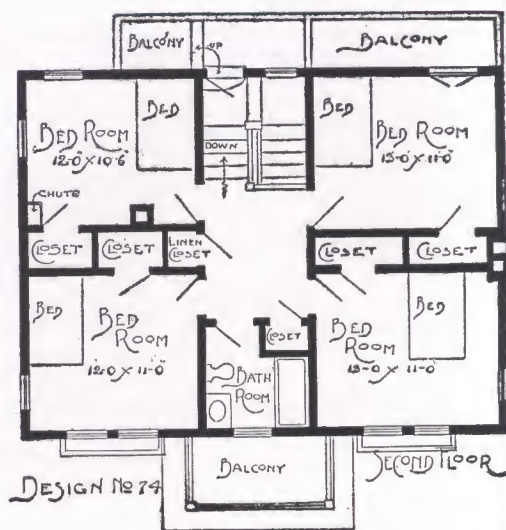 BALCONY
UP
BALCONY
BED
BED ROOM
12'-0" X 10'-6"
DOWN
BED
BED ROOM
13'-0" X 11'-0"
CHUTE
CLOSET
CLOSET
LINEN
CLOSET
CLOSET
CLOSET
BED
BED
ROOM
12'-0 X 11'-0"
CLOSET
BATH
ROOM
BED
BED
ROOM
13'-0 X 11'-0"
BALCONY
DESIGN No 74
SECOND FLOOR